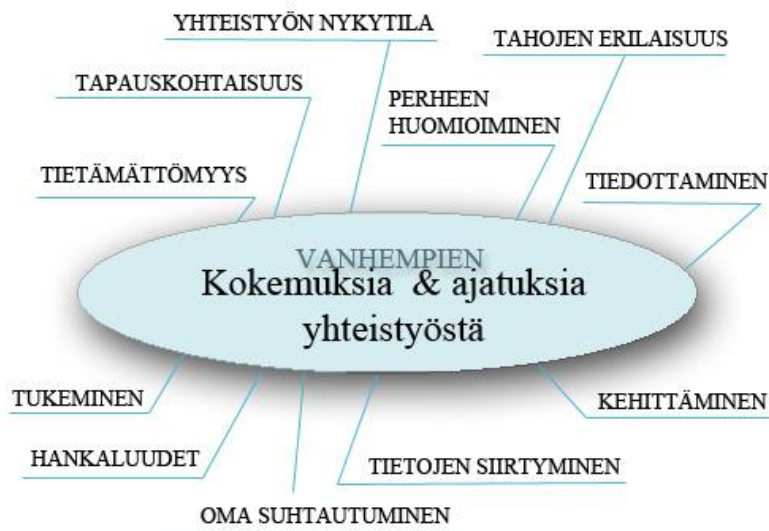 YHTEISTYÖN NYKYTILA
TAHOJEN ERILAISUUS
TAPAUSKOHTAISUUS
PERHEEN
HUOMIOIMINEN
TIETÄMÄTTÖMYYS
TIEDOTTAMINEN
VANHEMPIEN
Kokemuksia & ajatuksia
yhteistyöstä
TUKEMINEN
KEHITTÄMINEN
HANKALUUDET
TIETOJEN SIIRTYMINEN
OMA SUHTAUTUMINEN